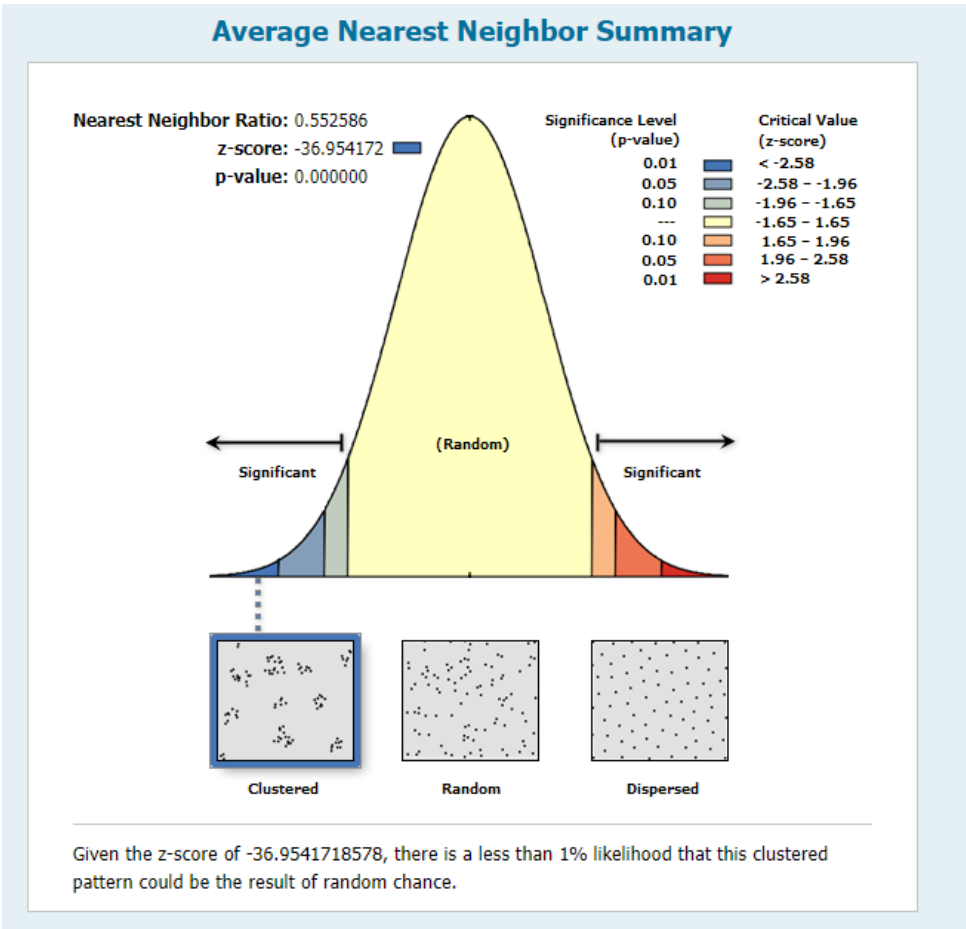 Average Nearest Neighbor Summary
Nearest Neighbor Ratio: 0.552586
z-score: -36.954172
p-value: 0.000000
Significance Level Critical Value
(p-value) (z-score)
0.01 < -2.58
0.05 -2.58 – -1.96
0.10 -1.96 – -1.65
--- -1.65 – 1.65
0.10 1.65 – 1.96
0.05 1.96 – 2.58
0.01 > 2.58
(Random)
Significant Significant
Clustered Random Dispersed
Given the z-score of -36.9541718578, there is a less than 1% likelihood that this clustered
pattern could be the result of random chance.